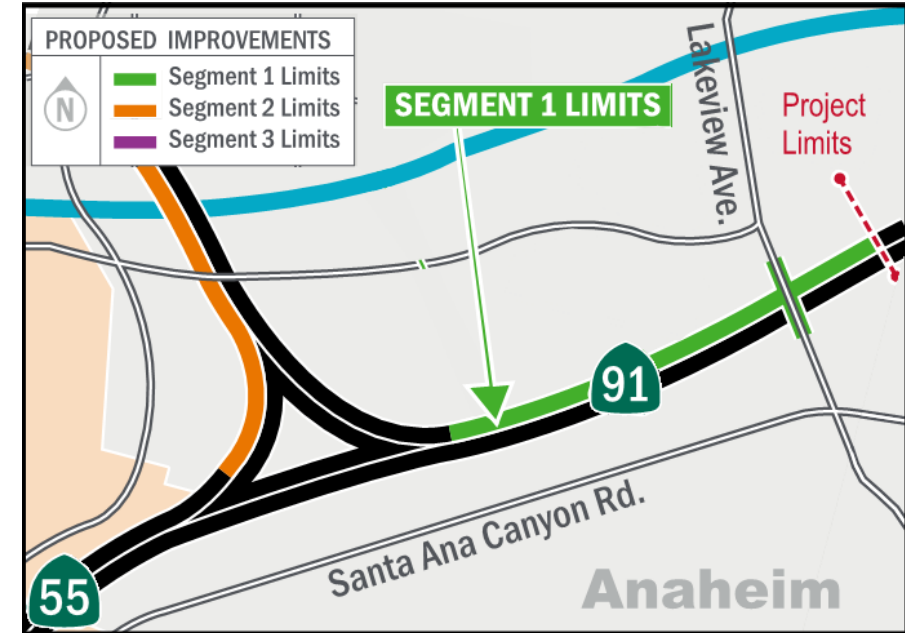 PROPOSED IMPROVEMENTS
N
Segment 1 Limits
Segment 2 Limits
Segment 3 Limits
SEGMENT 1 LIMITS
Lakeview Ave.
Project
Limits
91
Santa Ana Canyon Rd.
55
Anaheim